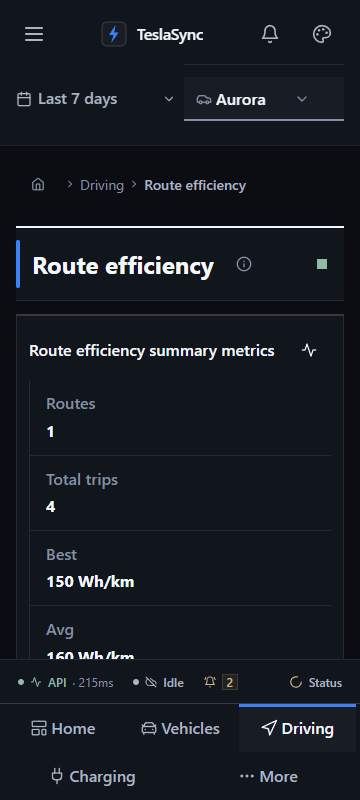 TeslaSync
Last 7 days
Aurora
Driving
Route efficiency
Route efficiency
Route efficiency summary metrics
Routes
1
Total trips
4
Best
150 Wh/km
Avg
160 Wh/km
API · 215ms
Idle
2
Status
Home
Vehicles
Driving
Charging
More